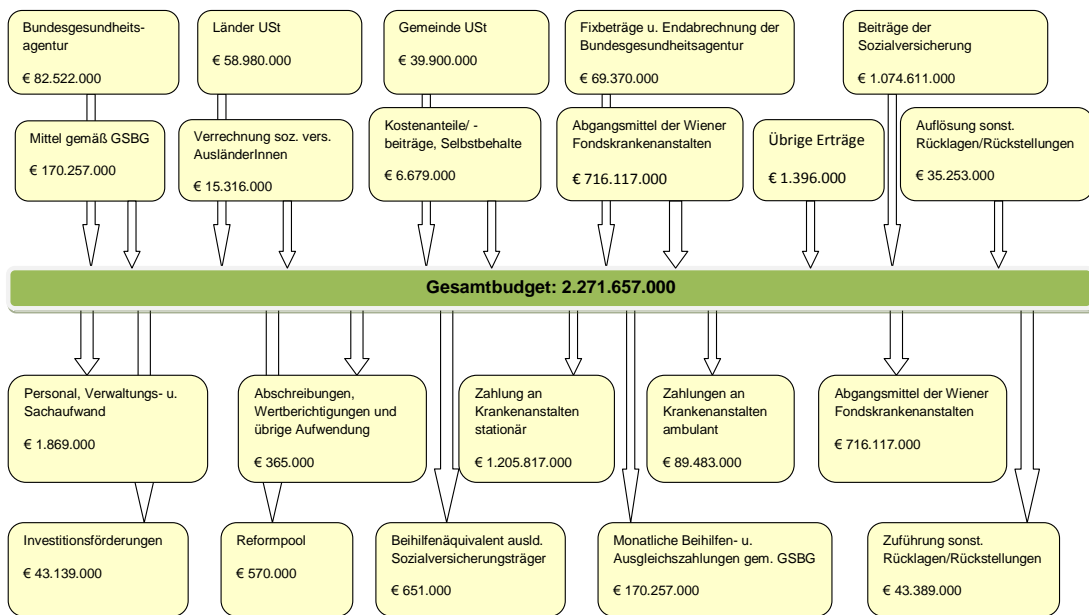 Bundesgesundheits-
agentur
€ 82.522.000
Länder USt
€ 58.980.000
Gemeinde USt
€ 39.900.000
Fixbeträge u. Endabrechnung der
Bundesgesundheitsagentur
€ 69.370.000
Beiträge der
Sozialversicherung
€ 1.074.611.000
Mittel gemäß GSBG
€ 170.257.000
Verrechnung soz. vers.
AusländerInnen
€ 15.316.000
Kostenanteile/ -
beiträge, Selbstbehalte
€ 6.679.000
Abgangsmittel der Wiener
Fondskrankenanstalten
€ 716.117.000
Übrige Erträge
€ 1.396.000
Auflösung sonst.
Rücklagen/Rückstellungen
€ 35.253.000
Gesamtbudget: 2.271.657.000
Personal, Verwaltungs- u.
Sachaufwand
€ 1.869.000
Abschreibungen,
Wertberichtigungen und
übrige Aufwendung
€ 365.000
Zahlung an
Krankenanstalten
stationär
€ 1.205.817.000
Zahlungen an
Krankenanstalten
ambulant
€ 89.483.000
Abgangsmittel der Wiener
Fondskrankenanstalten
€ 716.117.000
Investitionsförderungen
€ 43.139.000
Reformpool
€ 570.000
Beihilfenäquivalent ausld.
Sozialversicherungsträger
€ 651.000
Monatliche Beihilfen- u.
Ausgleichszahlungen gem. GSBG
€ 170.257.000
Zuführung sonst.
Rücklagen/Rückstellungen
€ 43.389.000